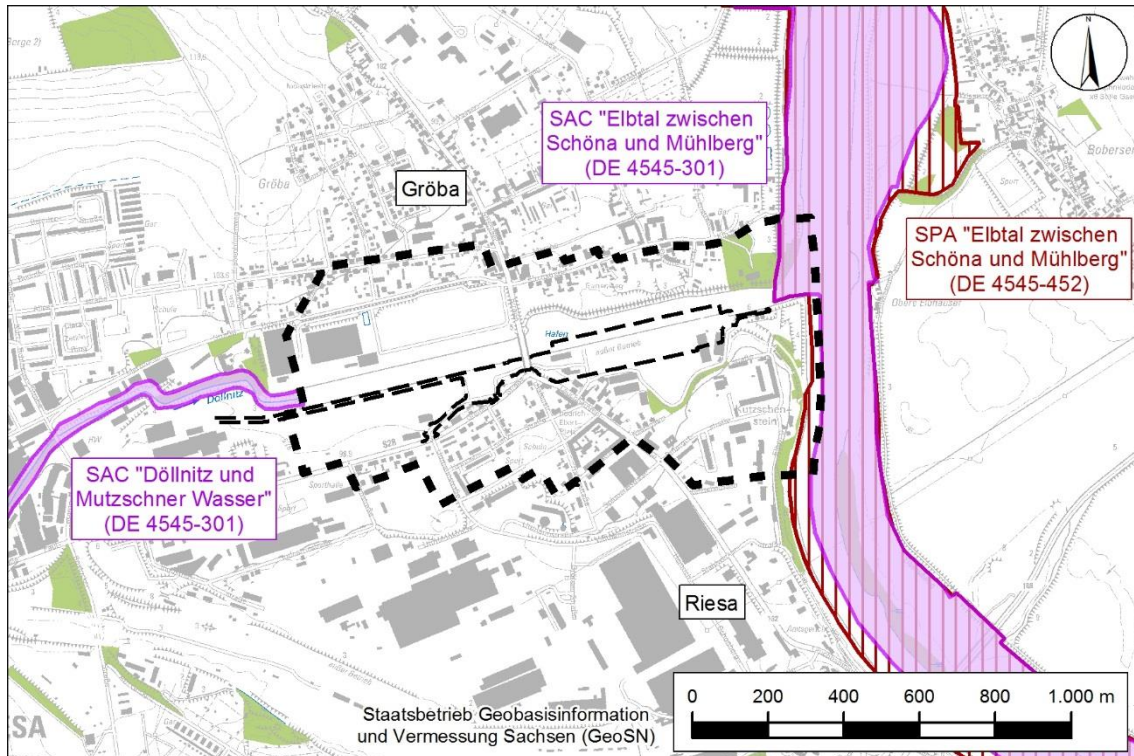 N
SAC "Elbtal zwischen
Schöna und Mühlberg"
(DE 4545-301)
Gröba
Gröba
SPA "Elbtal zwischen
Schöna und Mühlberg"
(DE 4545-452)
Hafen
Döllnitz
SAC "Döllnitz und
Mutzschner Wasser"
(DE 4545-301)
Riesa
Staatsbetrieb Geobasisinformation
und Vermessung Sachsen (GeoSN)
0 200 400 600 800 1.000 m
ESA